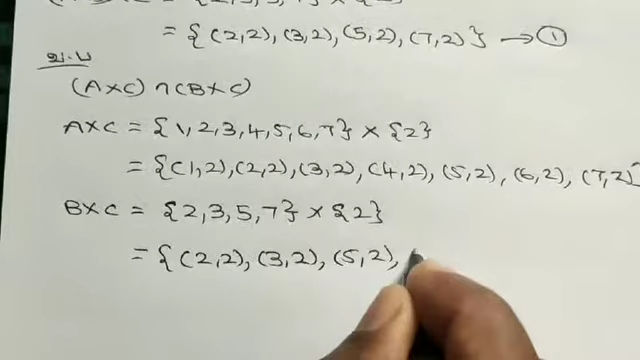 = {(2,2), (3,2), (5,2), (7,2)} → ①
வ.ப
(A×C) ∩ (B×C)
A×C = {1,2,3,4,5,6,7} × {2}
= {(1,2), (2,2), (3,2), (4,2), (5,2), (6,2), (7,2)
B×C = {2,3,5,7} × {2}
= {(2,2), (3,2), (5,2),